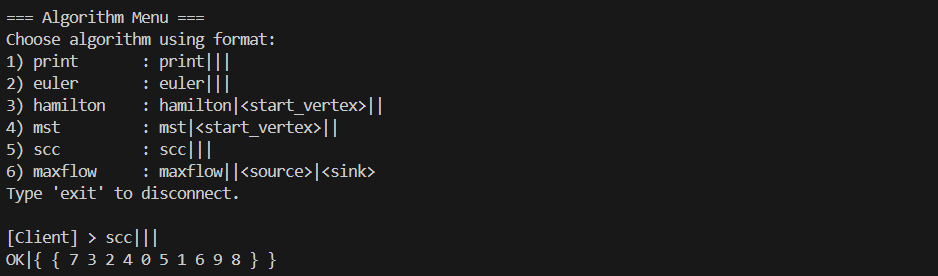 === Algorithm Menu ===
Choose algorithm using format:
1) print       : print|||
2) euler       : euler|||
3) hamilton    : hamilton|<start_vertex>||
4) mst         : mst|<start_vertex>||
5) scc         : scc|||
6) maxflow     : maxflow||<source>|<sink>
Type 'exit' to disconnect.

[Client] > scc|||
OK|{ { 7 3 2 4 0 5 1 6 9 8 } }